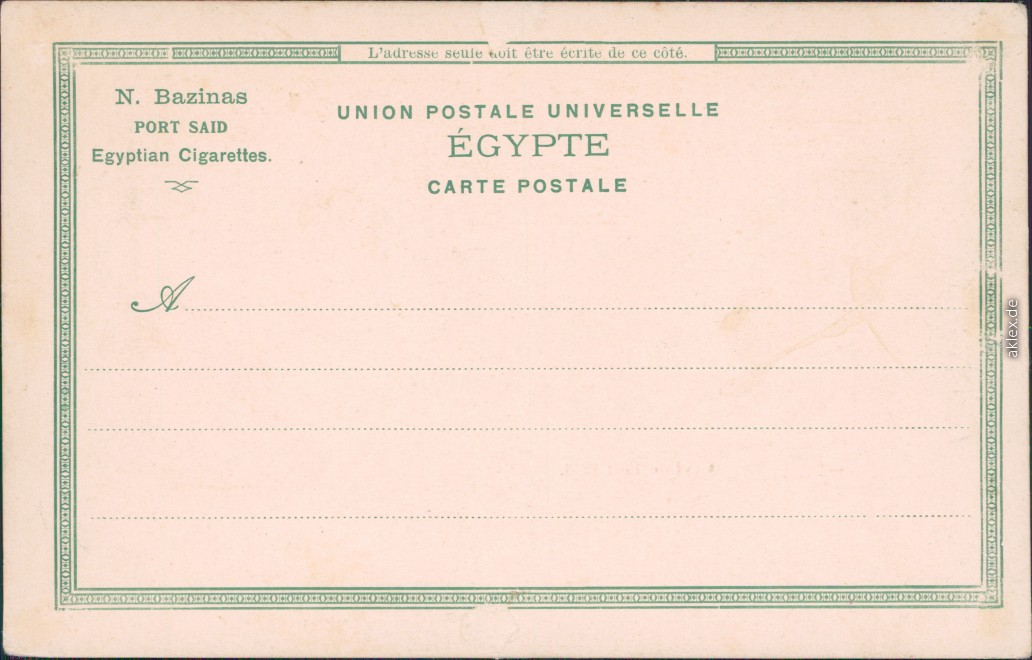 L'adresse seule doit être écrite de ce côté.
N. Bazinas
PORT SAID
Egyptian Cigarettes.
UNION POSTALE UNIVERSELLE
ÉGYPTE
CARTE POSTALE
A
aklex.de